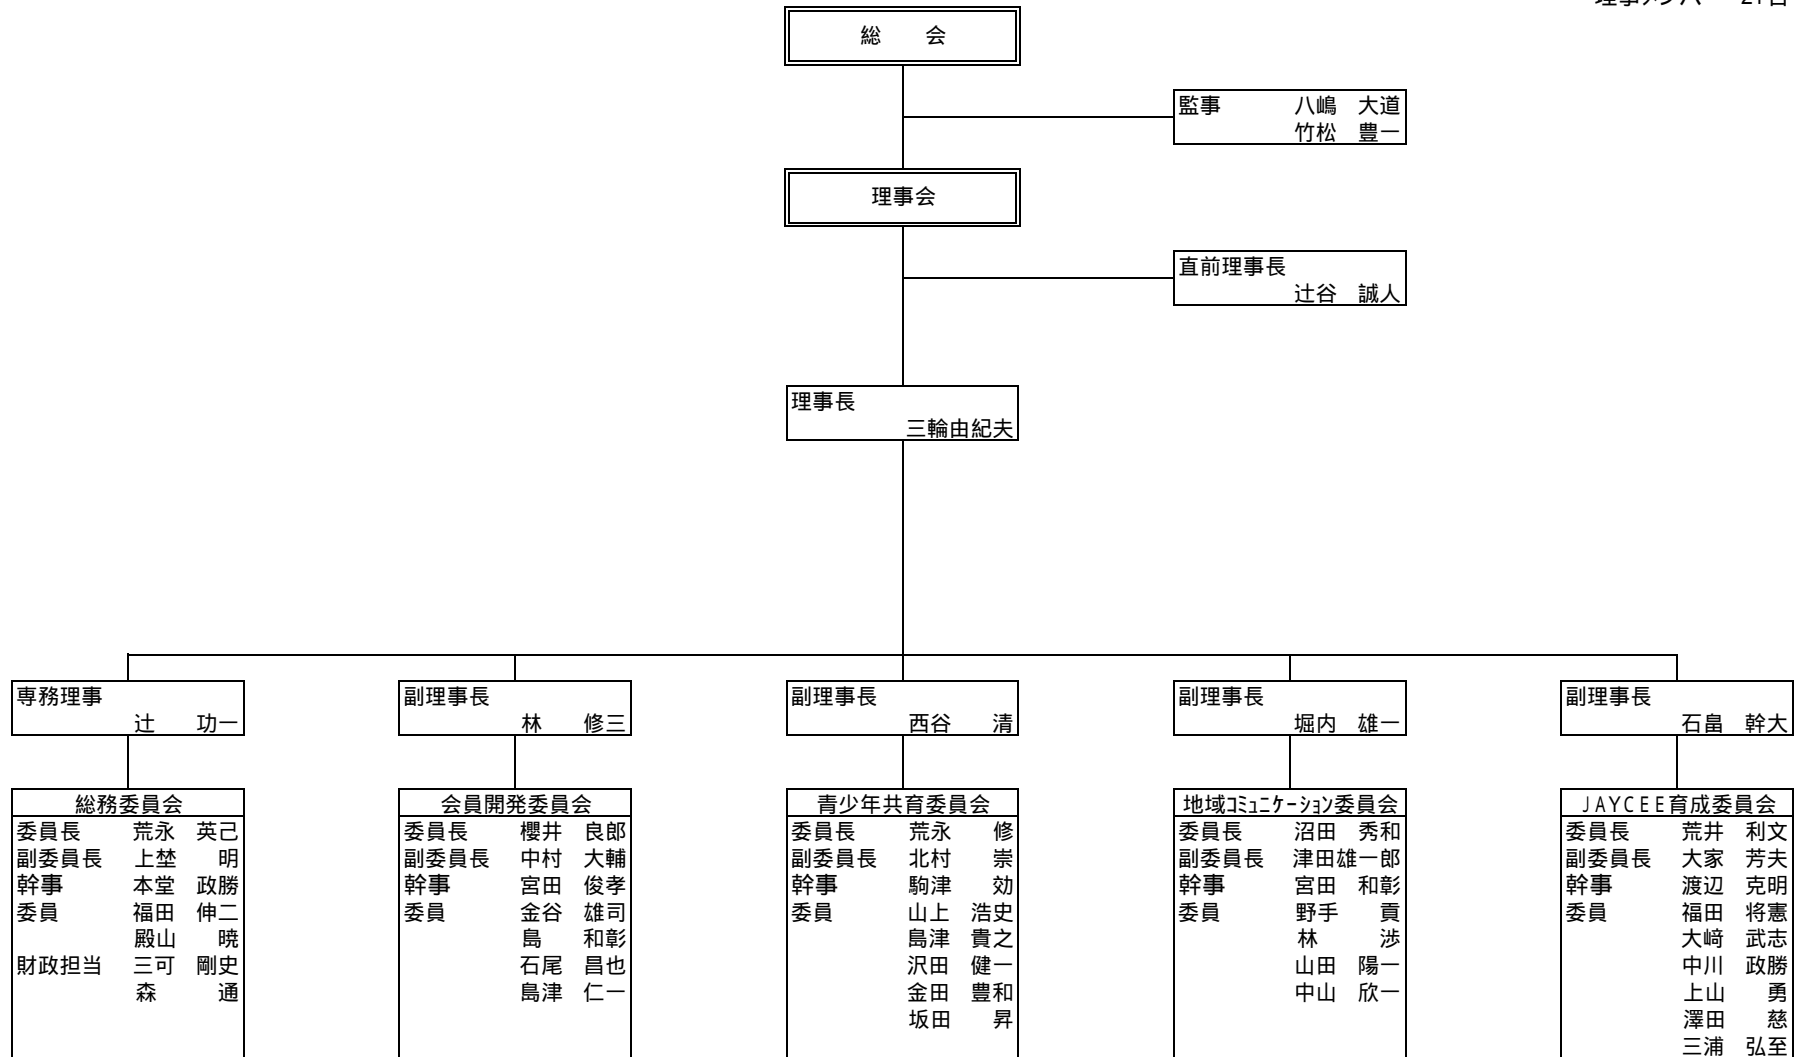 総　会
監事　八嶋　大道
竹松　豊一
理事会
直前理事長
辻谷　誠人
理事長
三輪由紀夫
専務理事
辻　功一
副理事長
林　修三
副理事長
西谷　清
副理事長
堀内　雄一
副理事長
石畠　幹大
総務委員会
委員長　荒永　英己
副委員長　上埜　明
幹事　本堂　政勝
委員　福田　伸二
殿山　暁
財政担当　三可　剛史
森　通
会員開発委員会
委員長　櫻井　良郎
副委員長　中村　大輔
幹事　宮田　俊孝
委員　金谷　雄司
島　和彰
石尾　昌也
島津　仁一
青少年共育委員会
委員長　荒永　修
副委員長　北村　崇
幹事　駒津　効
委員　山上　浩史
島津　貴之
沢田　健一
金田　豊和
坂田　昇
地域ｺﾐｭﾆｹｰｼｮﾝ委員会
委員長　沼田　秀和
副委員長　津田雄一郎
幹事　宮田　和彰
委員　野手　貢
林　渉
山田　陽一
中山　欣一
JAYCEE育成委員会
委員長　荒井　利文
副委員長　大家　芳夫
幹事　渡辺　克明
委員　福田　将憲
大﨑　武志
中川　政勝
上山　勇
澤田　慈
三浦　弘至